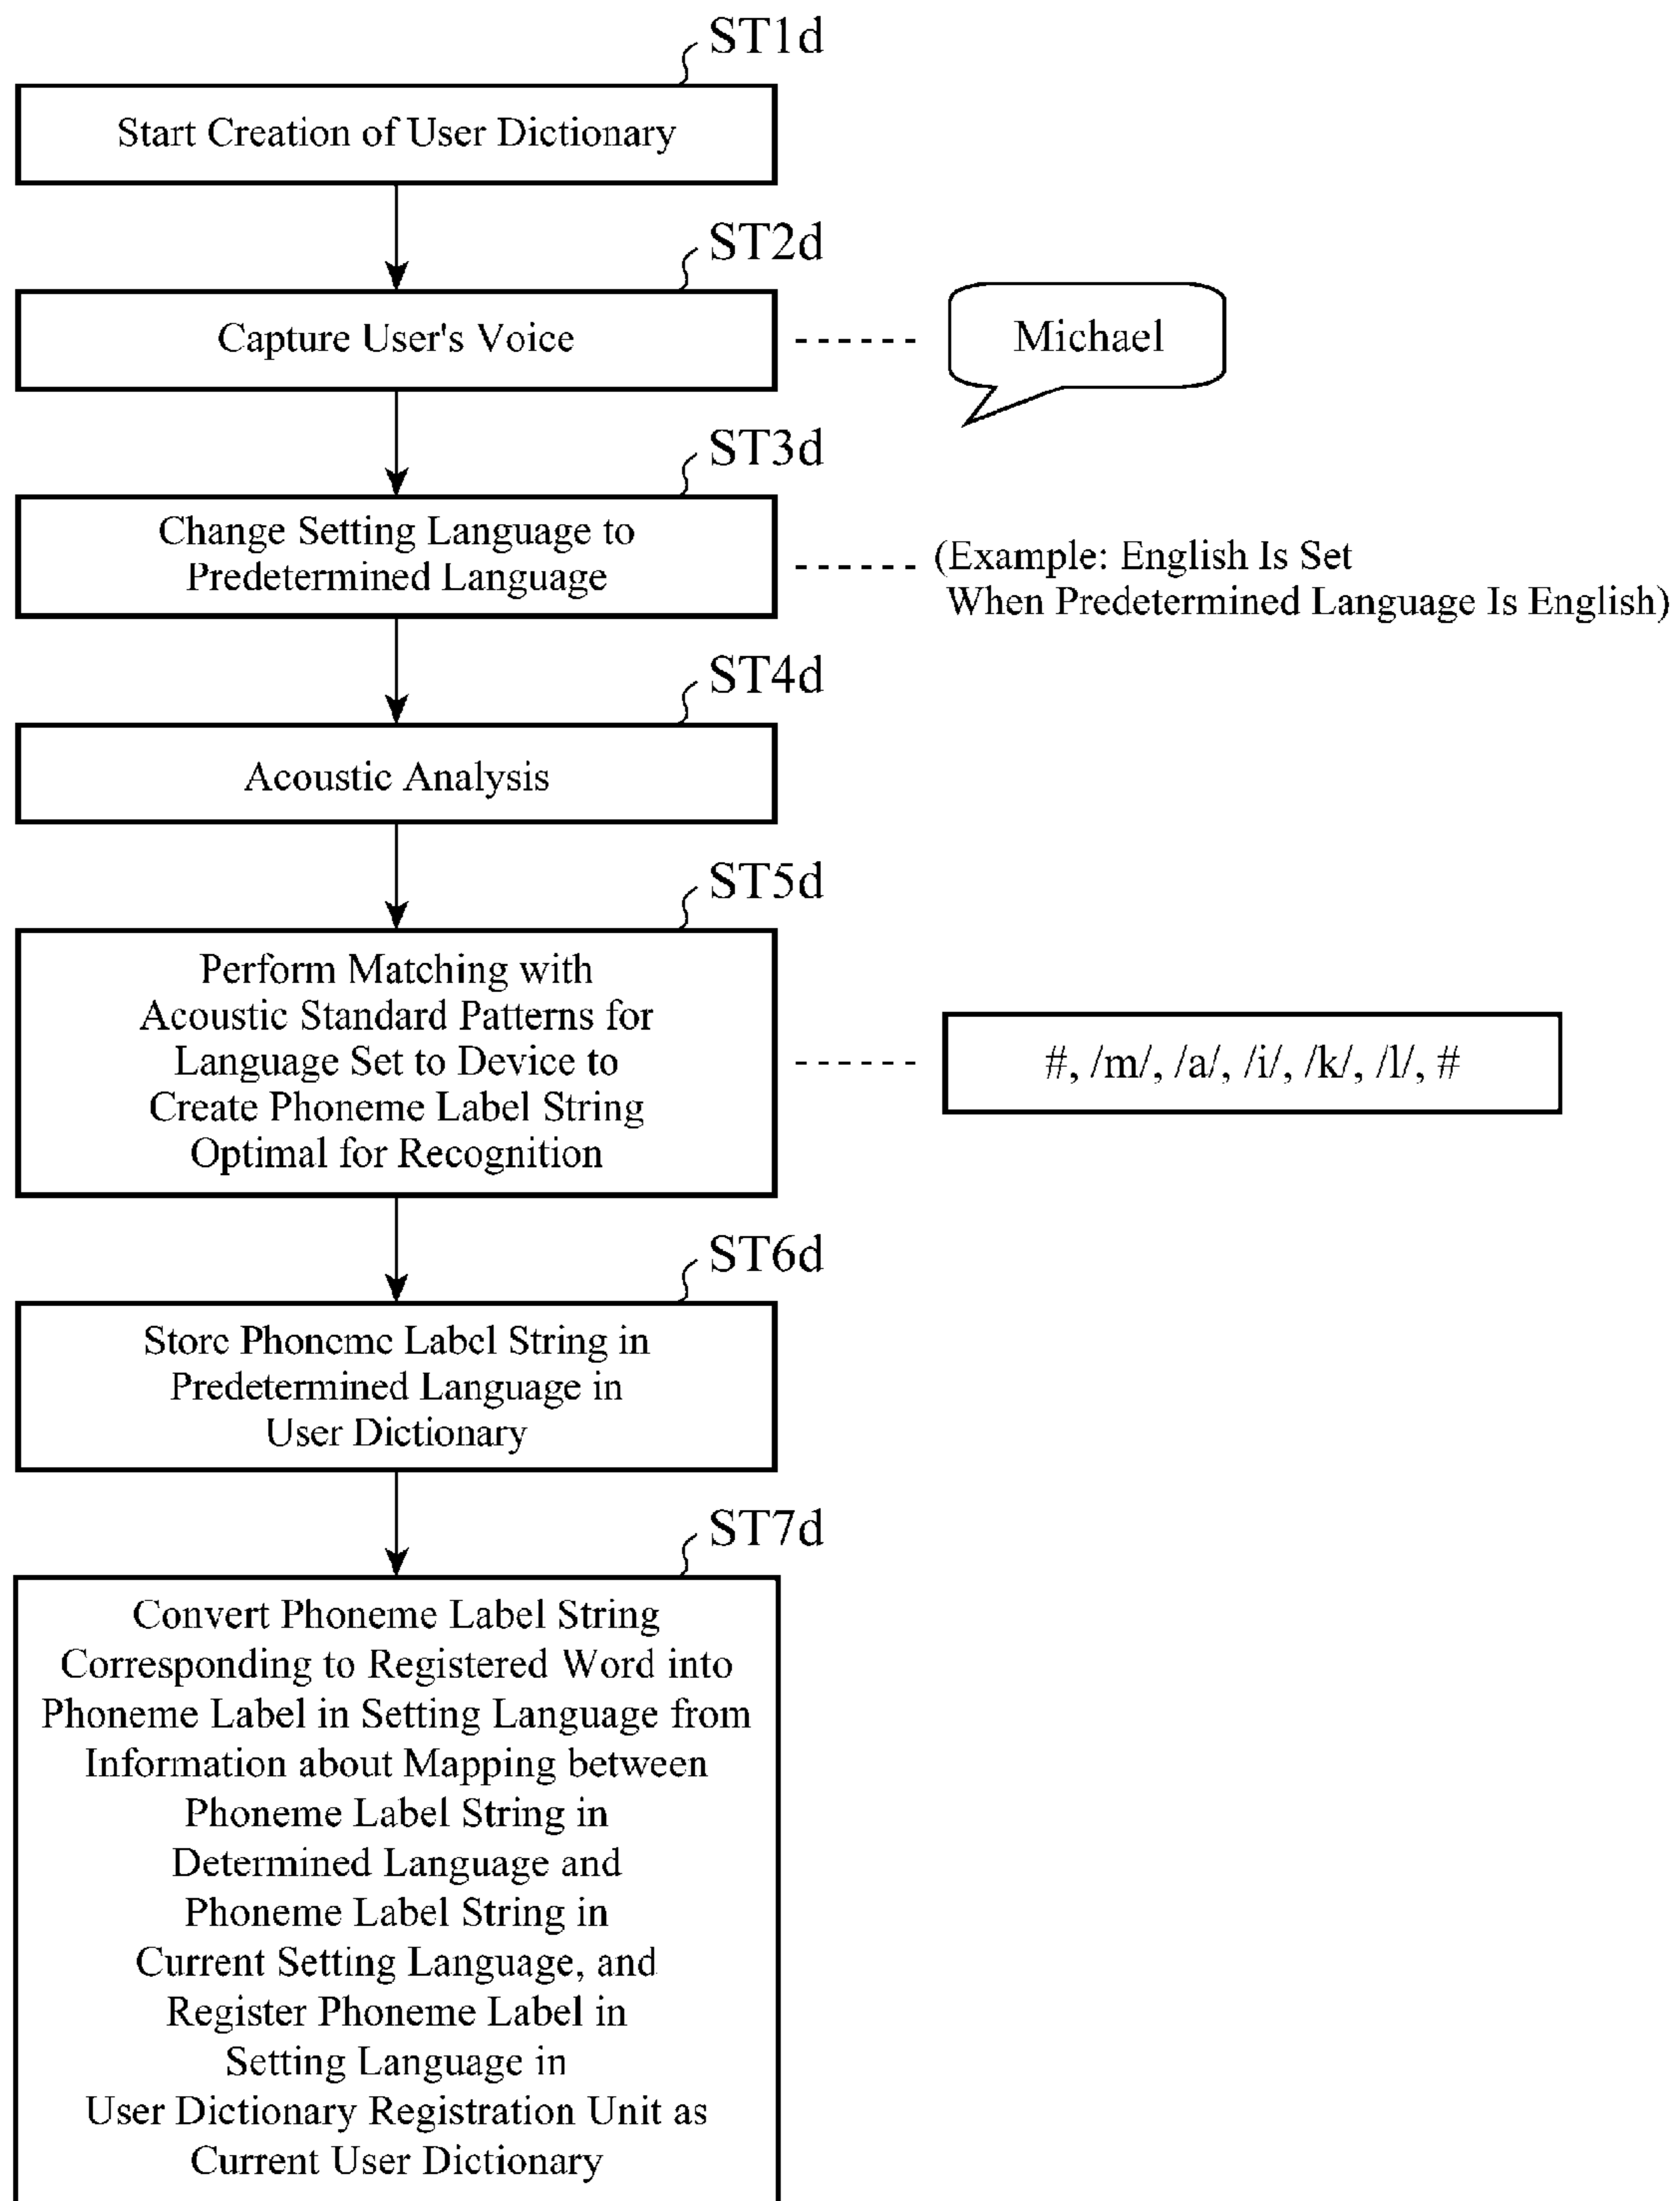 ST1d
Start Creation of User Dictionary
ST2d
Capture User's Voice
Michael
ST3d
Change Setting Language to
Predetermined Language
(Example: English Is Set
When Predetermined Language Is English)
ST4d
Acoustic Analysis
ST5d
Perform Matching with
Acoustic Standard Patterns for
Language Set to Device to
Create Phoneme Label String
Optimal for Recognition
#, /m/, /a/, /i/, /k/, /l/, #
ST6d
Store Phoneme Label String in
Predetermined Language in
User Dictionary
ST7d
Convert Phoneme Label String
Corresponding to Registered Word into
Phoneme Label in Setting Language from
Information about Mapping between
Phoneme Label String in
Determined Language and
Phoneme Label String in
Current Setting Language, and
Register Phoneme Label in
Setting Language in
User Dictionary Registration Unit as
Current User Dictionary